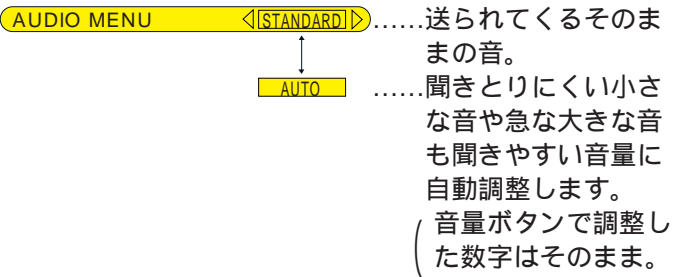 AUDIO MENU ◁STANDARD▷……送られてくるそのま
まの音。
AUTO ……聞きとりにくい小さ
な音や急な大きな音
も聞きやすい音量に
自動調整します。
(音量ボタンで調整し
た数字はそのまま。